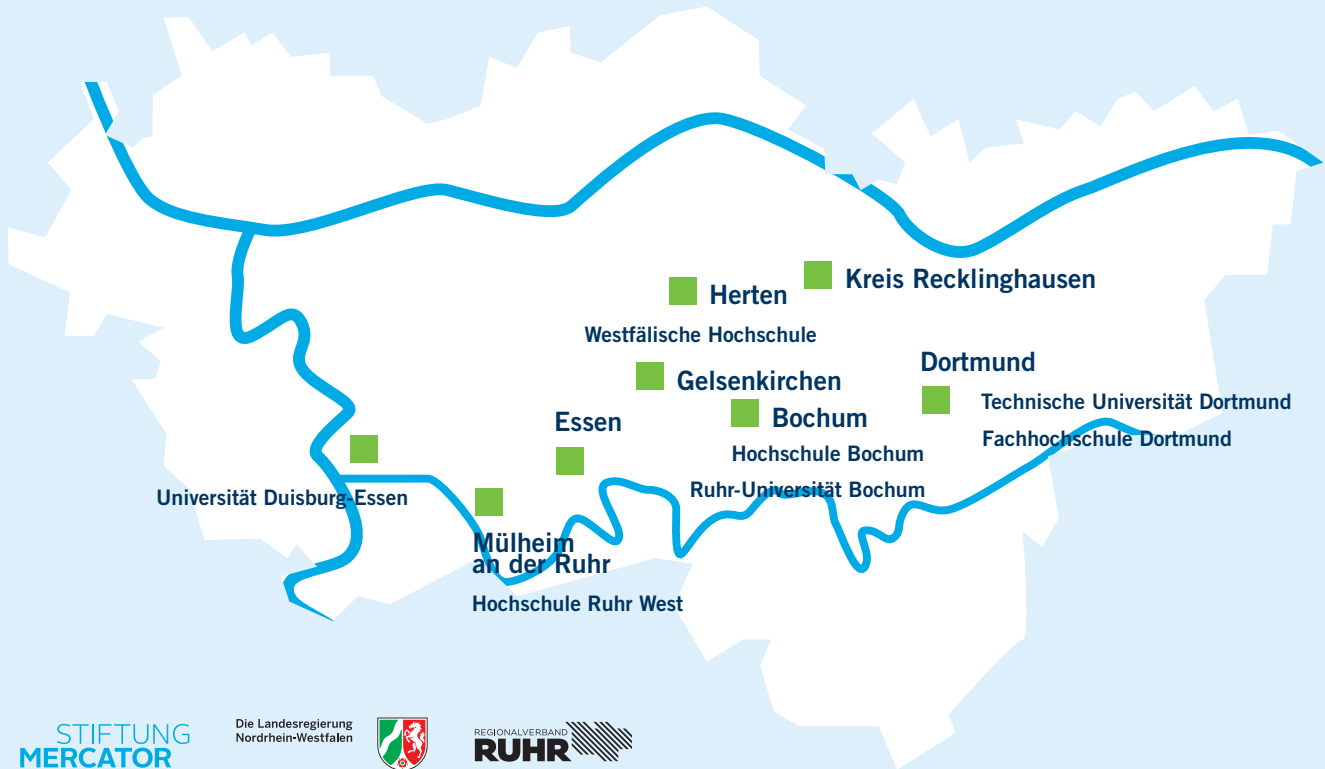 Kreis Recklinghausen
Herten
Westfälische Hochschule
Dortmund
Gelsenkirchen
Technische Universität Dortmund
Essen
Bochum
Fachhochschule Dortmund
Hochschule Bochum
Ruhr-Universität Bochum
Universität Duisburg-Essen
Mülheim
an der Ruhr
Hochschule Ruhr West
STIFTUNG
MERCATOR
Die Landesregierung
Nordrhein-Westfalen
REGIONALVERBAND
RUHR